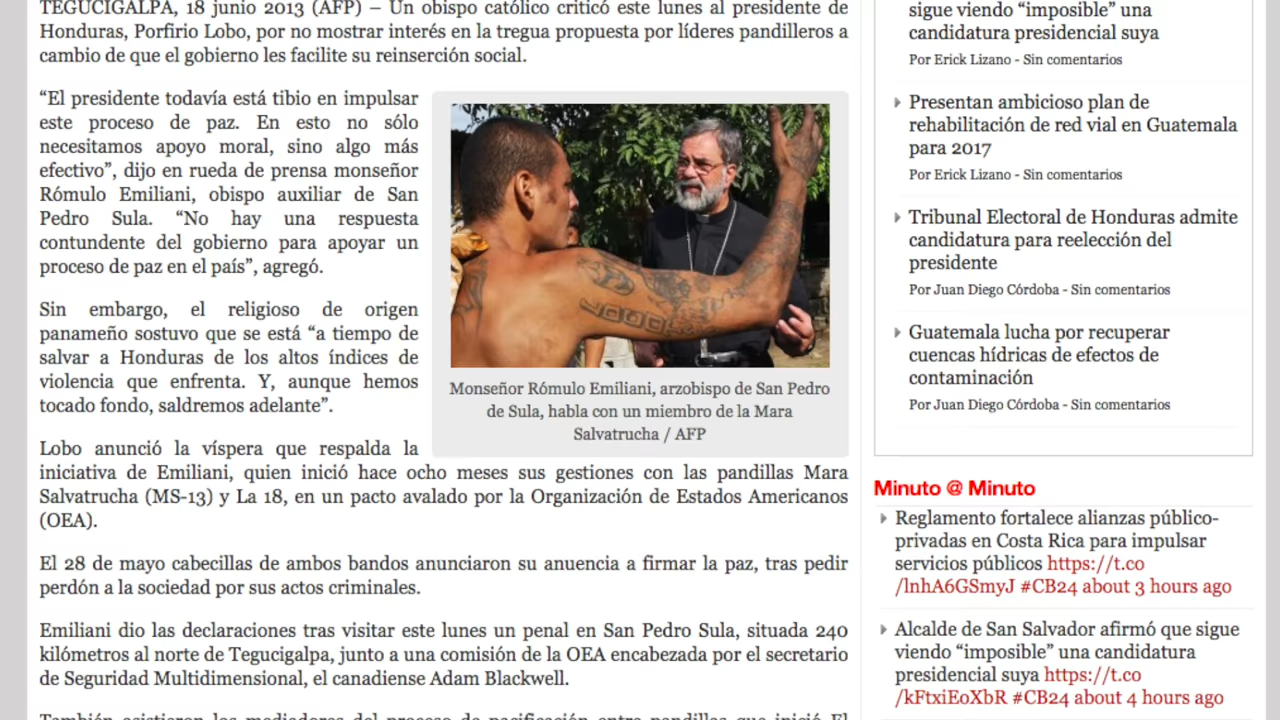 TEGUCIGALPA, 18 junio 2013 (AFP) – Un obispo católico criticó este lunes al presidente de
Honduras, Porfirio Lobo, por no mostrar interés en la tregua propuesta por líderes pandilleros a
cambio de que el gobierno les facilite su reinserción social.
“El presidente todavía está tibio en impulsar
este proceso de paz. En esto no sólo
necesitamos apoyo moral, sino algo más
efectivo”, dijo en rueda de prensa monseñor
Rómulo Emiliani, obispo auxiliar de San
Pedro Sula. “No hay una respuesta
contundente del gobierno para apoyar un
proceso de paz en el país”, agregó.
Sin embargo, el religioso de origen
panameño sostuvo que se está “a tiempo de
salvar a Honduras de los altos índices de
violencia que enfrenta. Y, aunque hemos
tocado fondo, saldremos adelante”.
Monseñor Rómulo Emiliani, arzobispo de San Pedro
de Sula, habla con un miembro de la Mara
Salvatrucha / AFP
Lobo anunció la víspera que respalda la
iniciativa de Emiliani, quien inició hace ocho meses sus gestiones con las pandillas Mara
Salvatrucha (MS-13) y La 18, en un pacto avalado por la Organización de Estados Americanos
(OEA).
El 28 de mayo cabecillas de ambos bandos anunciaron su anuencia a firmar la paz, tras pedir
perdón a la sociedad por sus actos criminales.
Emiliani dio las declaraciones tras visitar este lunes un penal en San Pedro Sula, situada 240
kilómetros al norte de Tegucigalpa, junto a una comisión de la OEA encabezada por el secretario
de Seguridad Multidimensional, el canadiense Adam Blackwell.
También asistieron los mediadores del proceso de pacificación entre pandillas que inició El
sigue viendo “imposible” una
candidatura presidencial suya
Por Erick Lizano - Sin comentarios
Presentan ambicioso plan de
rehabilitación de red vial en Guatemala
para 2017
Por Erick Lizano - Sin comentarios
Tribunal Electoral de Honduras admite
candidatura para reelección del
presidente
Por Juan Diego Córdoba - Sin comentarios
Guatemala lucha por recuperar
cuencas hídricas de efectos de
contaminación
Por Juan Diego Córdoba - Sin comentarios
Minuto @ Minuto
Reglamento fortalece alianzas público-
privadas en Costa Rica para impulsar
servicios públicos https://t.co
/lnhA6GSmyJ #CB24 about 3 hours ago
Alcalde de San Salvador afirmó que sigue
viendo “imposible” una candidatura
presidencial suya https://t.co
/kFtxiEoXbR #CB24 about 4 hours ago